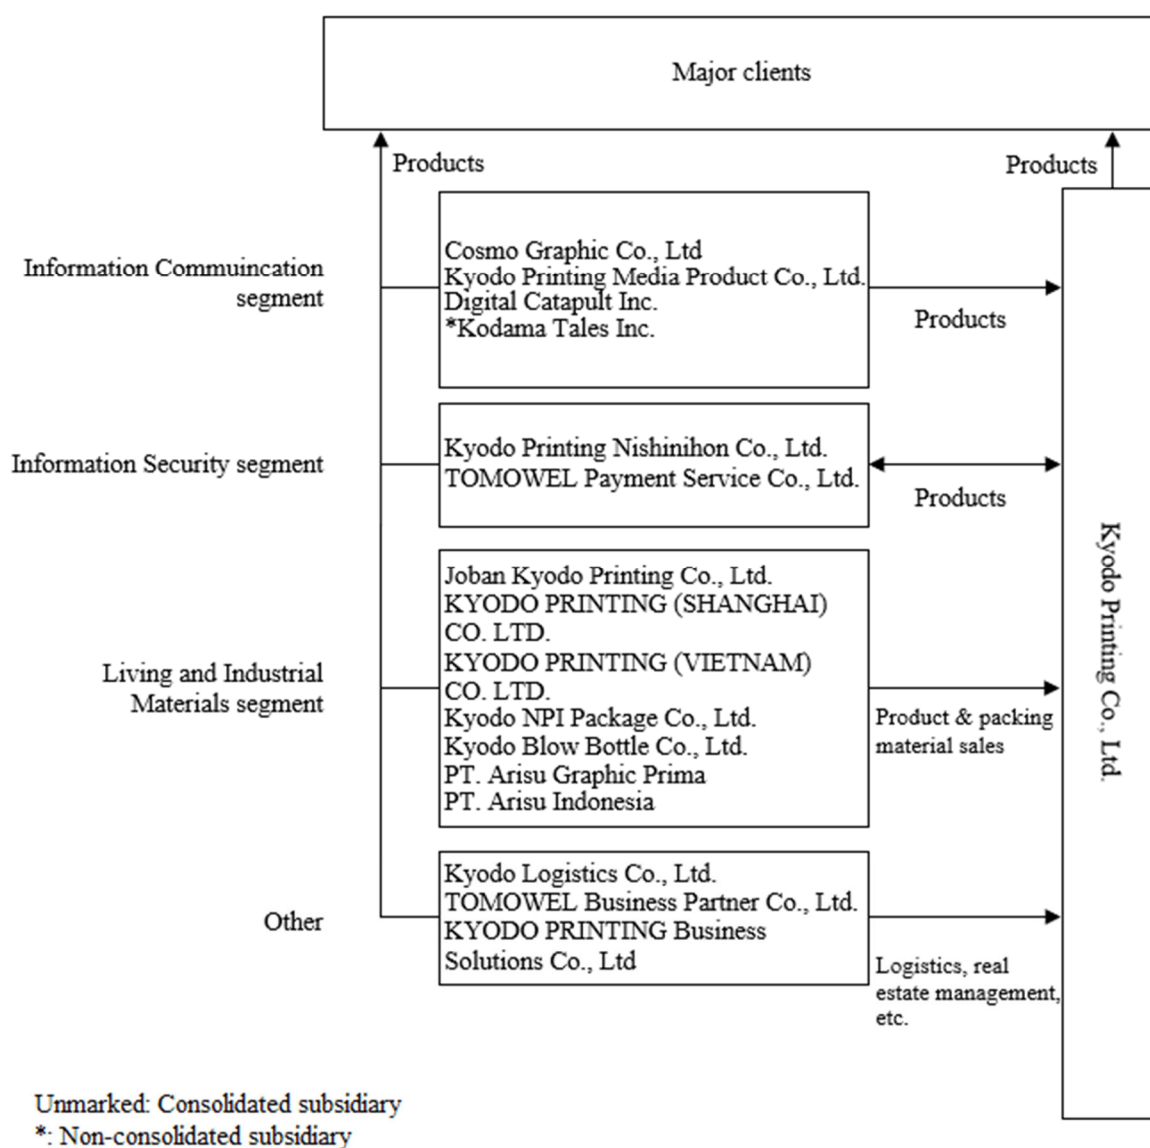 Major clients
Products
Products
Information Commuincation
segment
Cosmo Graphic Co., Ltd
Kyodo Printing Media Product Co., Ltd.
Digital Catapult Inc.
*Kodama Tales Inc.
Products
Information Security segment
Kyodo Printing Nishinihon Co., Ltd.
TOMOWEL Payment Service Co., Ltd.
Products
Living and Industrial
Materials segment
Joban Kyodo Printing Co., Ltd.
KYODO PRINTING (SHANGHAI)
CO. LTD.
KYODO PRINTING (VIETNAM)
CO. LTD.
Kyodo NPI Package Co., Ltd.
Kyodo Blow Bottle Co., Ltd.
PT. Arisu Graphic Prima
PT. Arisu Indonesia
Product & packing
material sales
Other
Kyodo Logistics Co., Ltd.
TOMOWEL Business Partner Co., Ltd.
KYODO PRINTING Business
Solutions Co., Ltd
Logistics, real
estate management,
etc.
Kyodo Printing Co., Ltd.
Unmarked: Consolidated subsidiary
*: Non-consolidated subsidiary